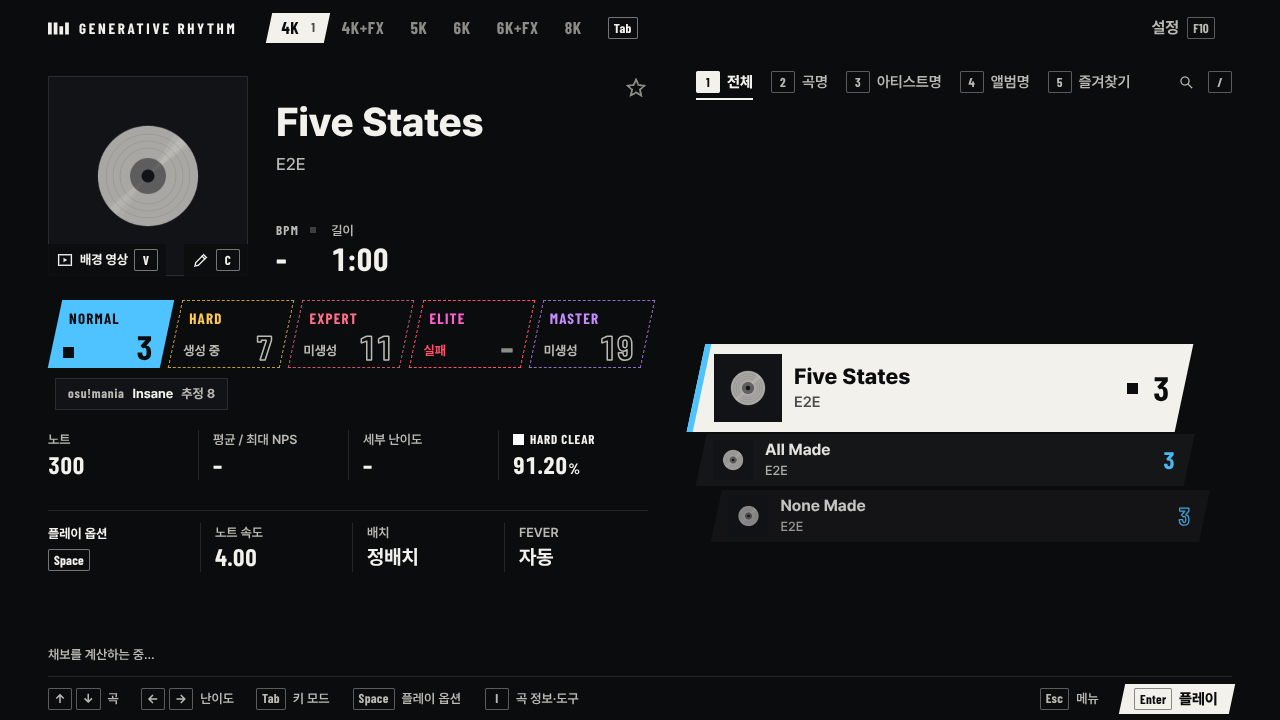 GENERATIVE RHYTHM
4K 1 4K+FX 5K 6K 6K+FX 8K Tab
설정 F10
1 전체 2 곡명 3 아티스트명 4 앨범명 5 즐겨찾기 /
Five States
E2E
BPM 길이
- 1:00
배경 영상 V C
NORMAL 3
HARD 생성 중 7
EXPERT 미생성 11
ELITE 실패 -
MASTER 미생성 19
osu!mania Insane 추정 8
노트 평균 / 최대 NPS 세부 난이도 HARD CLEAR
300 - - 91.20%
플레이 옵션 노트 속도 배치 FEVER
Space 4.00 정배치 자동
Five States
E2E
3
All Made
E2E
3
None Made
E2E
3
채보를 계산하는 중...
↑ ↓ 곡 ← → 난이도 Tab 키 모드 Space 플레이 옵션 I 곡 정보·도구 Esc 메뉴 Enter 플레이